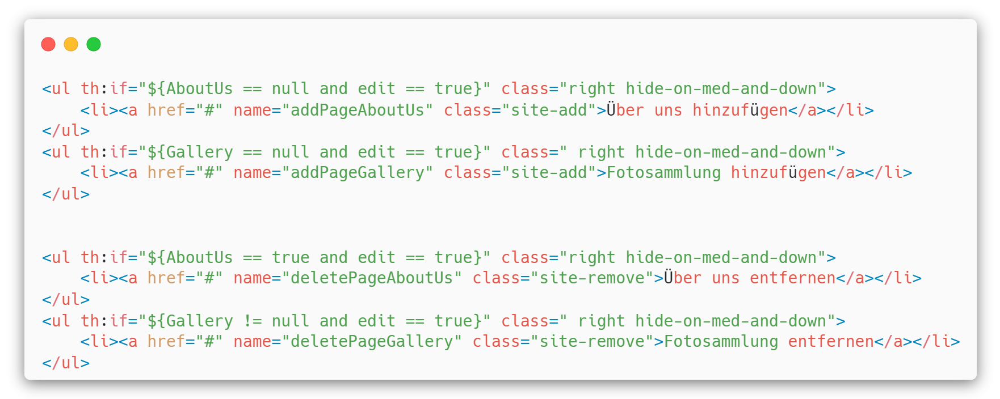 <ul th:if="${AboutUs == null and edit == true}" class="right hide-on-med-and-down">
    <li><a href="#" name="addPageAboutUs" class="site-add">Über uns hinzufügen</a></li>
</ul>
<ul th:if="${Gallery == null and edit == true}" class=" right hide-on-med-and-down">
    <li><a href="#" name="addPageGallery" class="site-add">Fotosammlung hinzufügen</a></li>
</ul>
<ul th:if="${AboutUs == true and edit == true}" class="right hide-on-med-and-down">
    <li><a href="#" name="deletePageAboutUs" class="site-remove">Über uns entfernen</a></li>
</ul>
<ul th:if="${Gallery != null and edit == true}" class=" right hide-on-med-and-down">
    <li><a href="#" name="deletePageGallery" class="site-remove">Fotosammlung entfernen</a></li>
</ul>